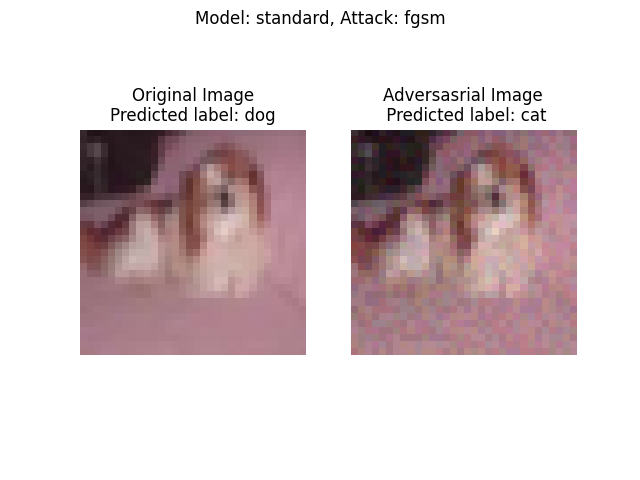 Model: standard, Attack: fgsm
Original Image
Predicted label: dog
Adversasrial Image
Predicted label: cat